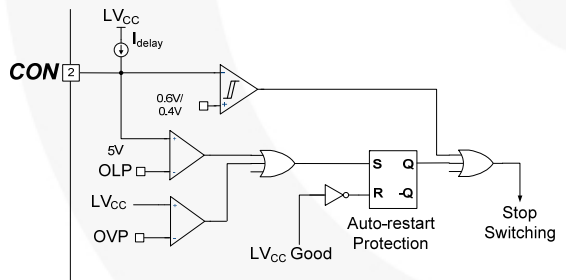 LVCC
Idelay
CON 2
0.6V/
0.4V
5V
OLP
LVCC
OVP
S Q
R -Q
Auto-restart
Protection
LVCC Good
Stop
Switching